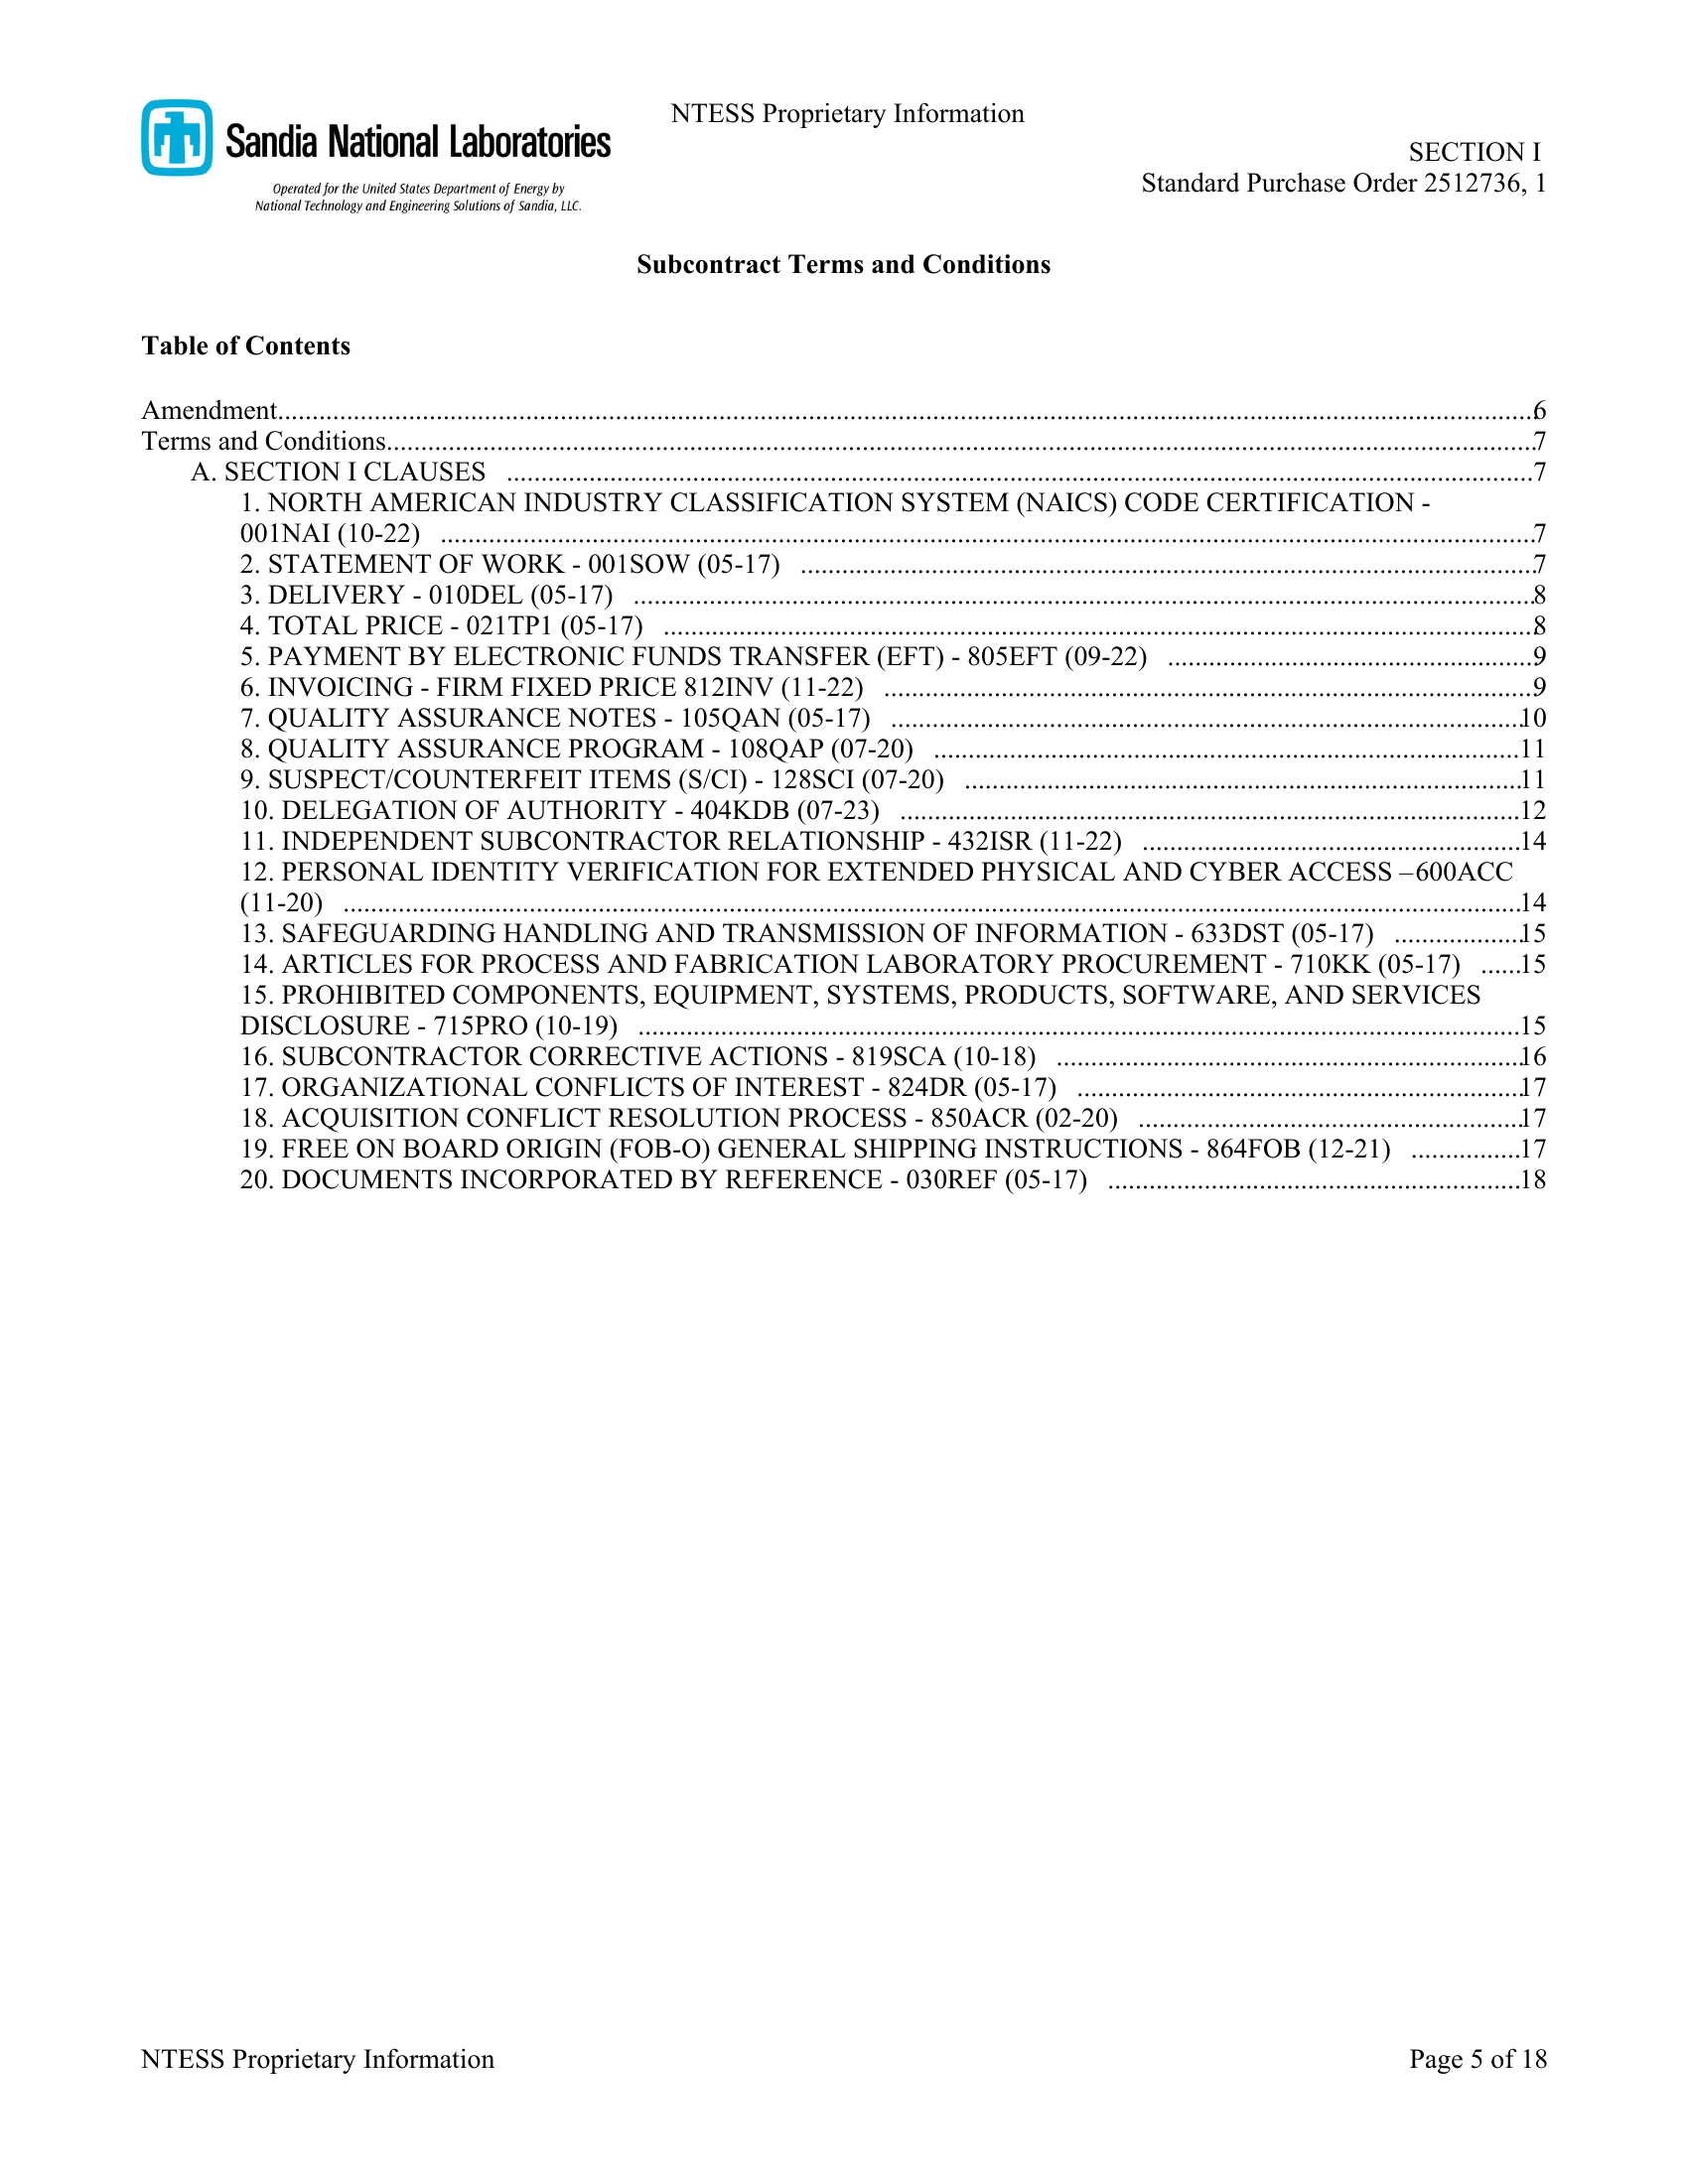 NTESS Proprietary Information
Sandia National Laboratories
SECTION I
Standard Purchase Order 2512736, 1
Operated for the United States Department of Energy by
National Technology and Engineering Solutions of Sandia, LLC.
Subcontract Terms and Conditions
Table of Contents
Amendment 6
Terms and Conditions 7
A. SECTION I CLAUSES 7
1. NORTH AMERICAN INDUSTRY CLASSIFICATION SYSTEM (NAICS) CODE CERTIFICATION -
001NAI (10-22) 7
2. STATEMENT OF WORK - 001SOW (05-17) 7
3. DELIVERY - 010DEL (05-17) 8
4. TOTAL PRICE - 021TP1 (05-17) 8
5. PAYMENT BY ELECTRONIC FUNDS TRANSFER (EFT) - 805EFT (09-22) 9
6. INVOICING - FIRM FIXED PRICE 812INV (11-22) 9
7. QUALITY ASSURANCE NOTES - 105QAN (05-17) 10
8. QUALITY ASSURANCE PROGRAM - 108QAP (07-20) 11
9. SUSPECT/COUNTERFEIT ITEMS (S/CI) - 128SCI (07-20) 11
10. DELEGATION OF AUTHORITY - 404KDB (07-23) 12
11. INDEPENDENT SUBCONTRACTOR RELATIONSHIP - 432ISR (11-22) 14
12. PERSONAL IDENTITY VERIFICATION FOR EXTENDED PHYSICAL AND CYBER ACCESS –600ACC
(11-20) 14
13. SAFEGUARDING HANDLING AND TRANSMISSION OF INFORMATION - 633DST (05-17) 15
14. ARTICLES FOR PROCESS AND FABRICATION LABORATORY PROCUREMENT - 710KK (05-17) 15
15. PROHIBITED COMPONENTS, EQUIPMENT, SYSTEMS, PRODUCTS, SOFTWARE, AND SERVICES
DISCLOSURE - 715PRO (10-19) 15
16. SUBCONTRACTOR CORRECTIVE ACTIONS - 819SCA (10-18) 16
17. ORGANIZATIONAL CONFLICTS OF INTEREST - 824DR (05-17) 17
18. ACQUISITION CONFLICT RESOLUTION PROCESS - 850ACR (02-20) 17
19. FREE ON BOARD ORIGIN (FOB-O) GENERAL SHIPPING INSTRUCTIONS - 864FOB (12-21) 17
20. DOCUMENTS INCORPORATED BY REFERENCE - 030REF (05-17) 18
NTESS Proprietary Information Page 5 of 18